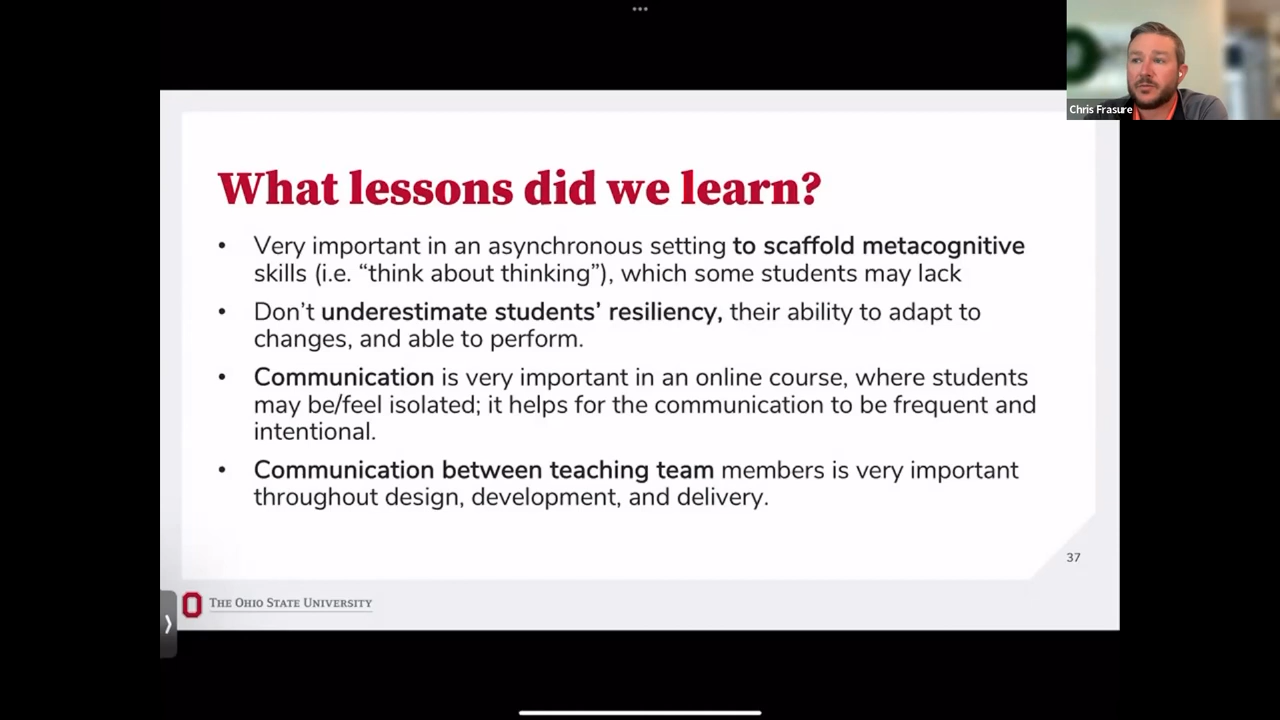 Chris Frasure
What lessons did we learn?
• Very important in an asynchronous setting to scaffold metacognitive
skills (i.e. “think about thinking”), which some students may lack
• Don’t underestimate students’ resiliency, their ability to adapt to
changes, and able to perform.
• Communication is very important in an online course, where students
may be/feel isolated; it helps for the communication to be frequent and
intentional.
• Communication between teaching team members is very important
throughout design, development, and delivery.
37
THE OHIO STATE UNIVERSITY